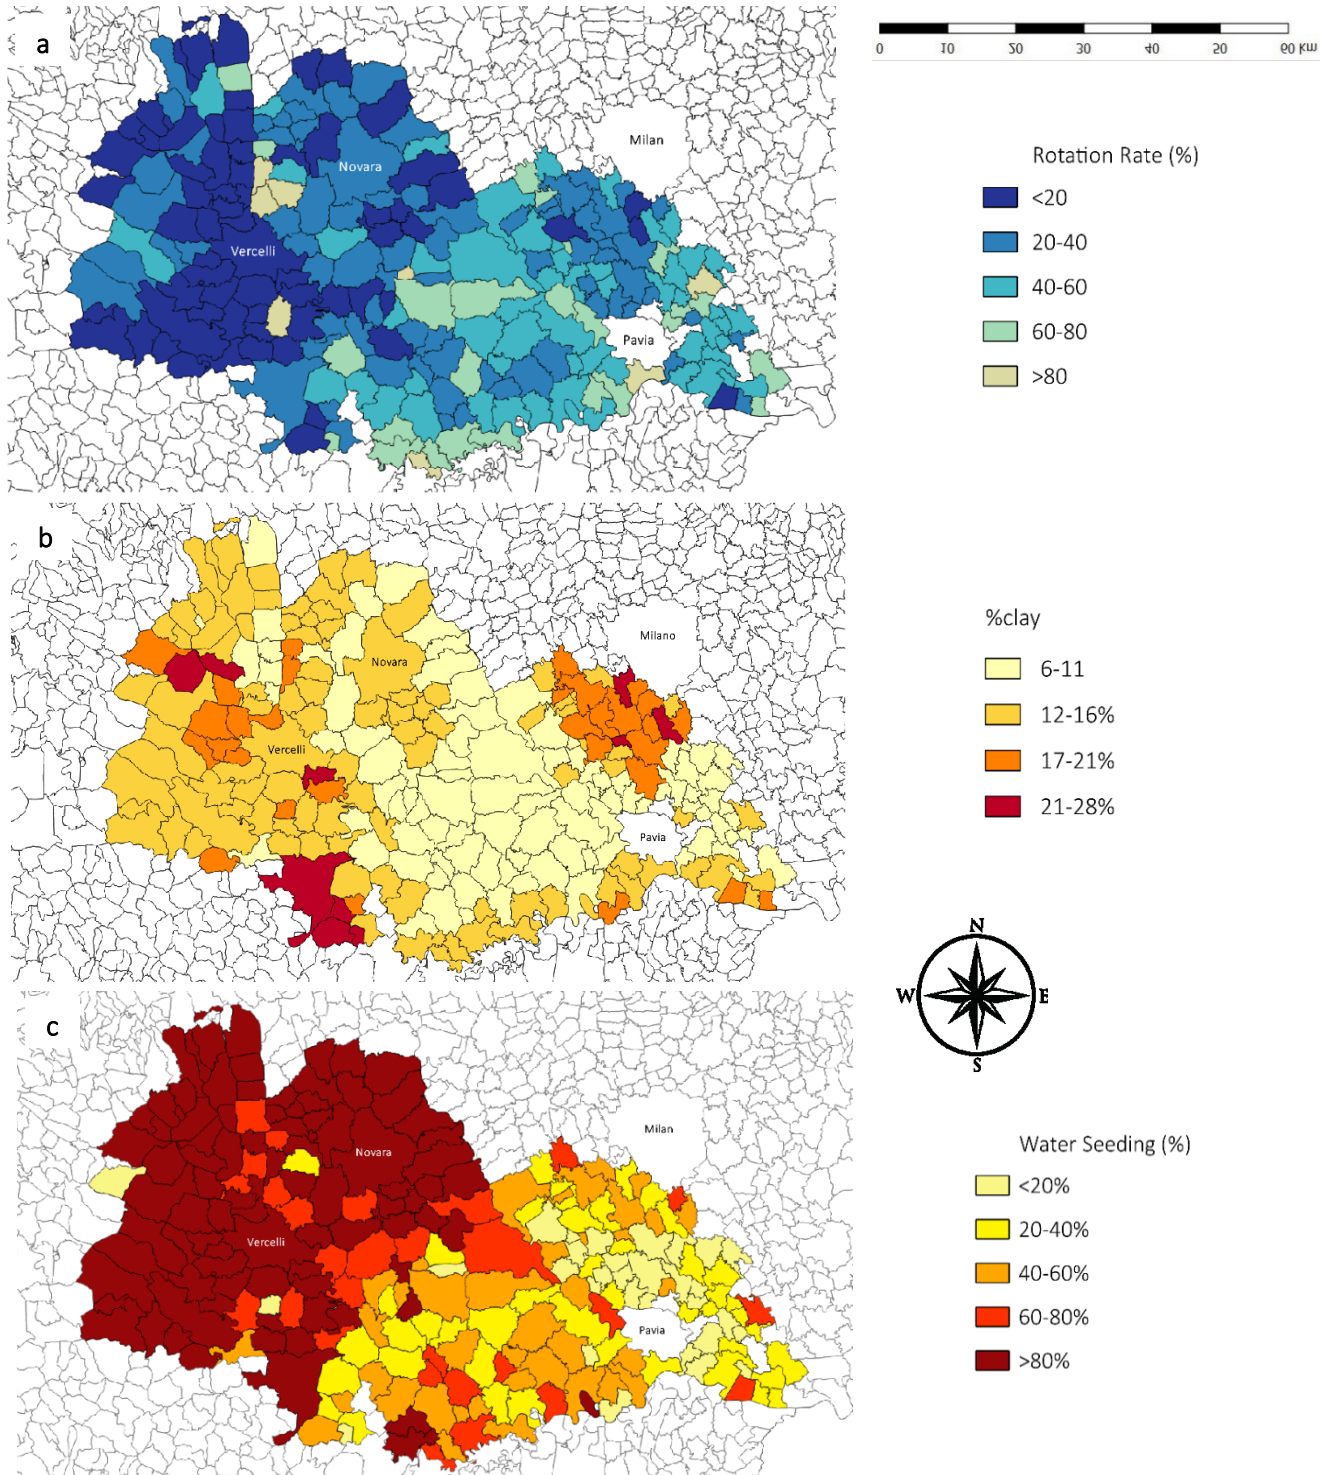 a
Milan
Novara
Vercelli
Pavia
0 10 20 30 40 50 60 km
Rotation Rate (%)
<20
20-40
40-60
60-80
>80
b
Milano
Novara
Vercelli
Pavia
%clay
6-11
12-16%
17-21%
21-28%
N
W E
S
c
Milan
Novara
Vercelli
Pavia
Water Seeding (%)
<20%
20-40%
40-60%
60-80%
>80%